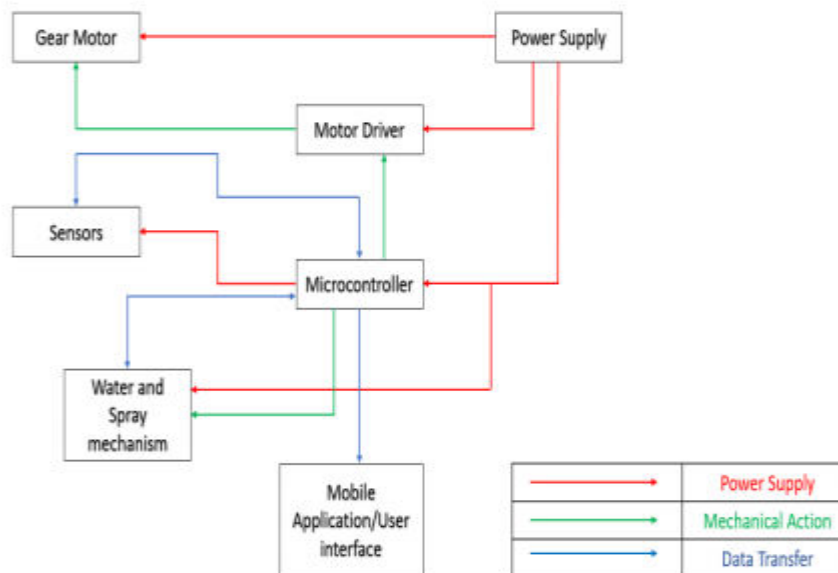 Gear Motor
Power Supply
Motor Driver
Sensors
Microcontroller
Water and
Spray
mechanism
Mobile
Application/User
interface
Power Supply
Mechanical Action
Data Transfer